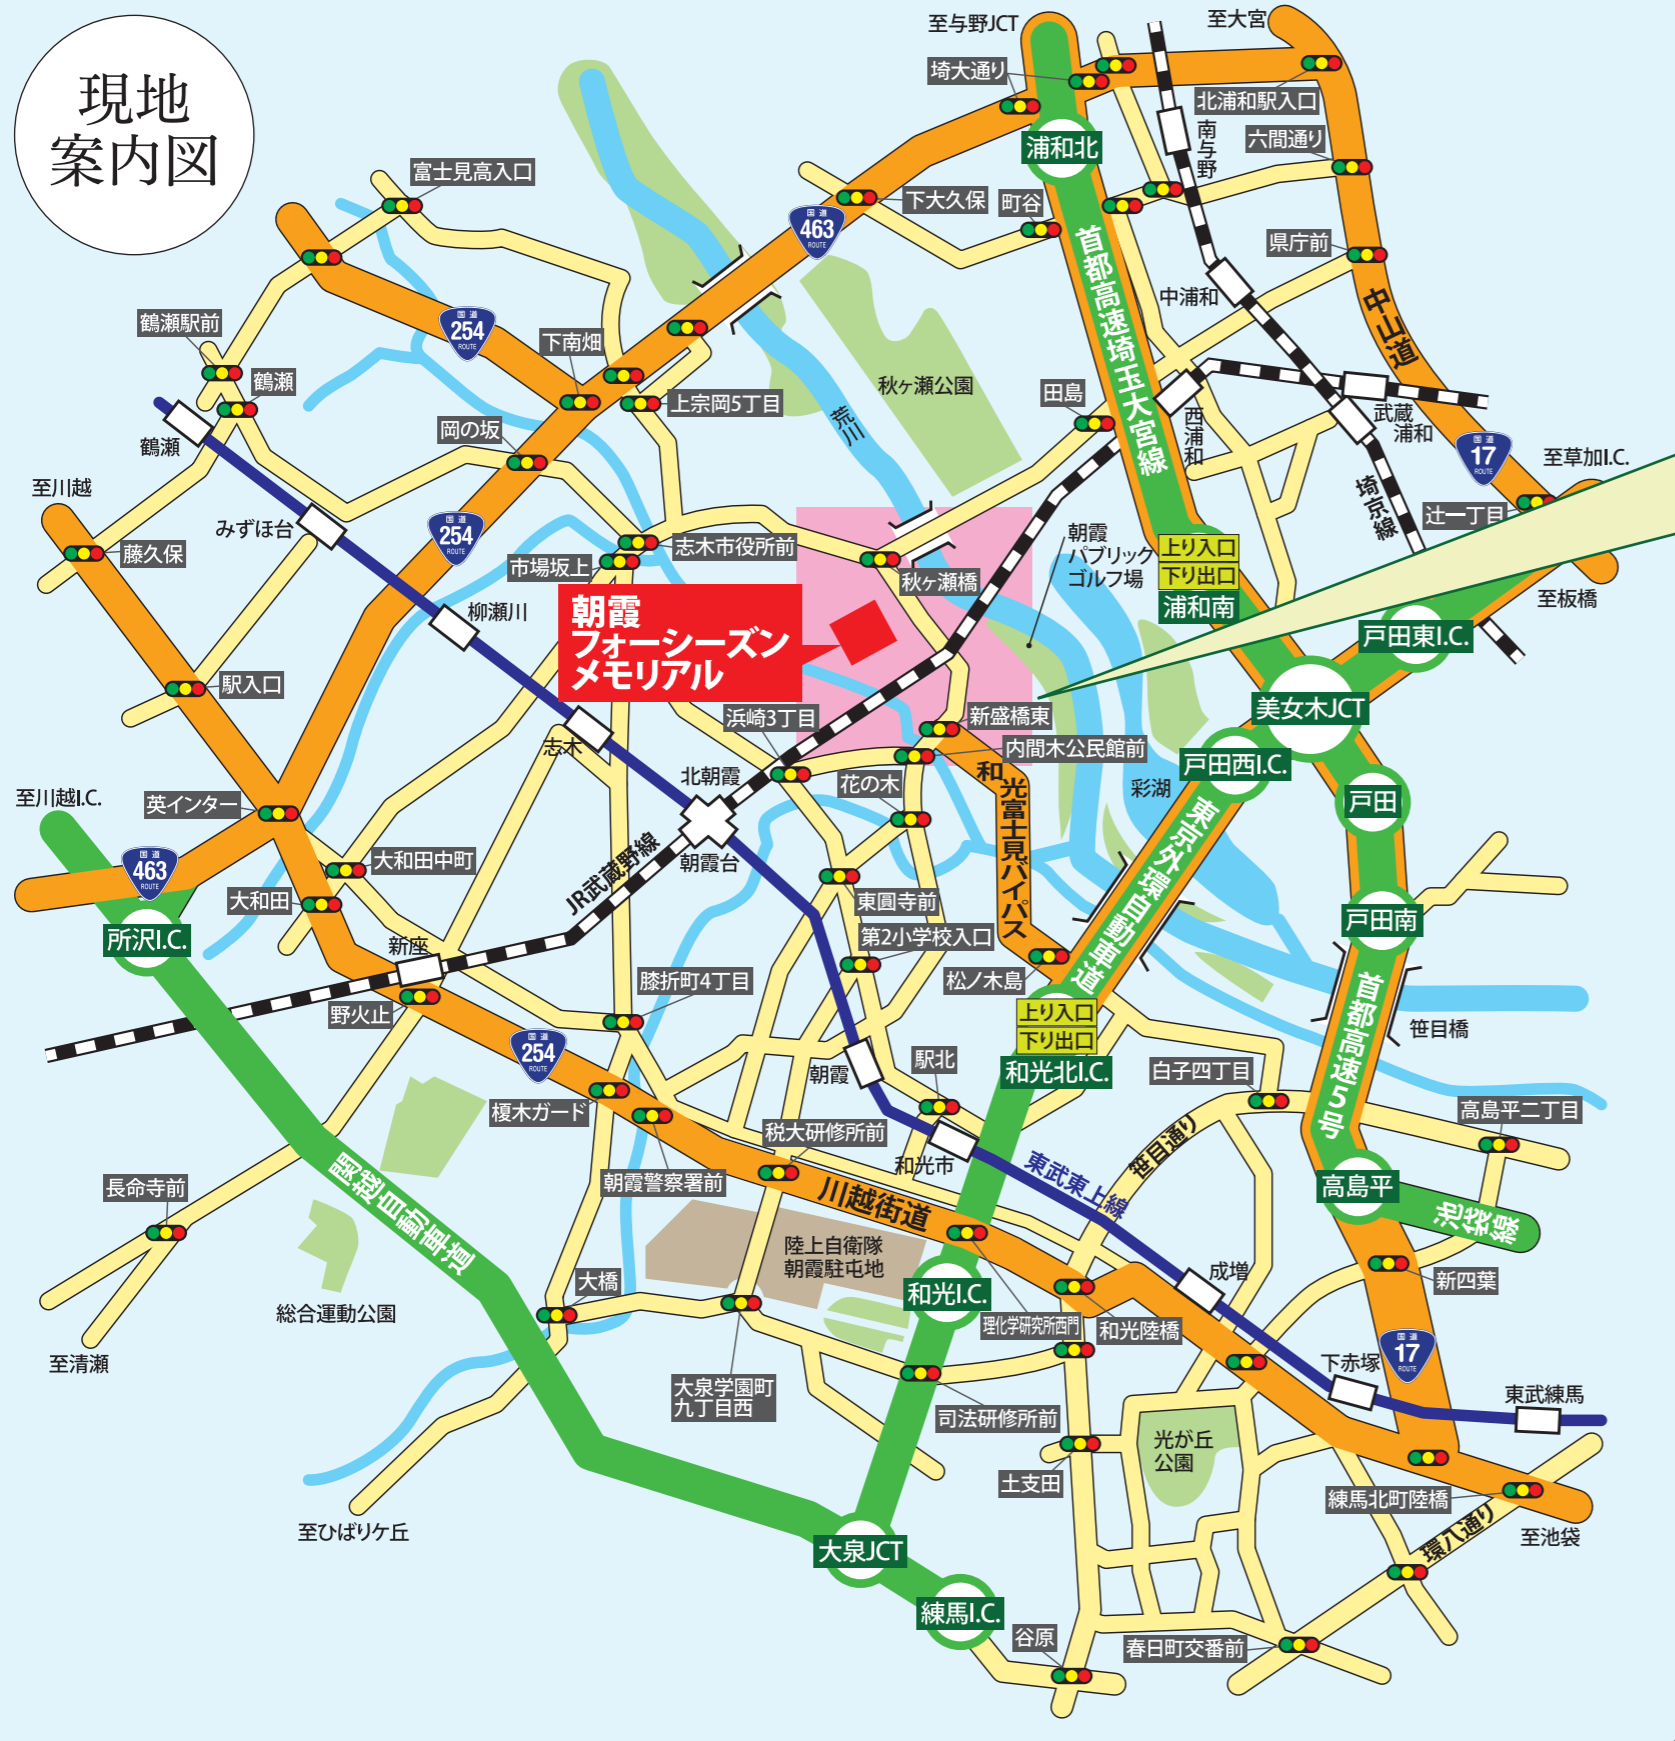 現地
案内図
至与野JCT
至大宮
埼大通り
北浦和駅入口
浦和北
南与野
六間通り
富士見高入口
下大久保
町谷
国道
463
ROUTE
県庁前
首都高速埼玉大宮線
中浦和
中山道
鶴瀬駅前
国道
254
ROUTE
下南畑
鶴瀬
上宗岡5丁目
秋ヶ瀬公園
田島
荒川
西浦和
武蔵
浦和
岡の坂
鶴瀬
国道
17
ROUTE
至草加I.C.
至川越
みずほ台
国道
254
ROUTE
埼京線
辻一丁目
藤久保
市場坂上
志木市役所前
秋ヶ瀬橋
朝霞
パブリック
ゴルフ場
上り入口
下り出口
浦和南
至板橋
柳瀬川
朝霞
フォーシーズン
メモリアル
戸田東I.C.
駅入口
浜崎3丁目
新盛橋東
美女木JCT
志木
内間木公民館前
戸田西I.C.
北朝霞
花の木
和光富士見バイパス
彩湖
戸田
至川越I.C.
英インター
国道
463
ROUTE
大和田中町
JR武蔵野線
朝霞台
東京外環自動車道
大和田
東圓寺前
戸田南
所沢I.C.
新座
第2小学校入口
膝折町4丁目
松ノ木島
野火止
上り入口
下り出口
和光北I.C.
首都高速5号
笹目橋
国道
254
ROUTE
朝霞
駅北
白子四丁目
榎木ガード
高島平二丁目
税大研修所前
和光市
笹目通り
朝霞警察署前
長命寺前
東武東上線
高島平
川越街道
池袋線
関越自動車道
陸上自衛隊
朝霞駐屯地
総合運動公園
大橋
和光I.C.
成増
新四葉
理化学研究所西門
和光陸橋
至清瀬
下赤塚
国道
17
ROUTE
大泉学園町
九丁目西
東武練馬
司法研修所前
光が丘
公園
土支田
練馬北町陸橋
至ひばりケ丘
環八通り
至池袋
大泉JCT
練馬I.C.
谷原
春日町交番前